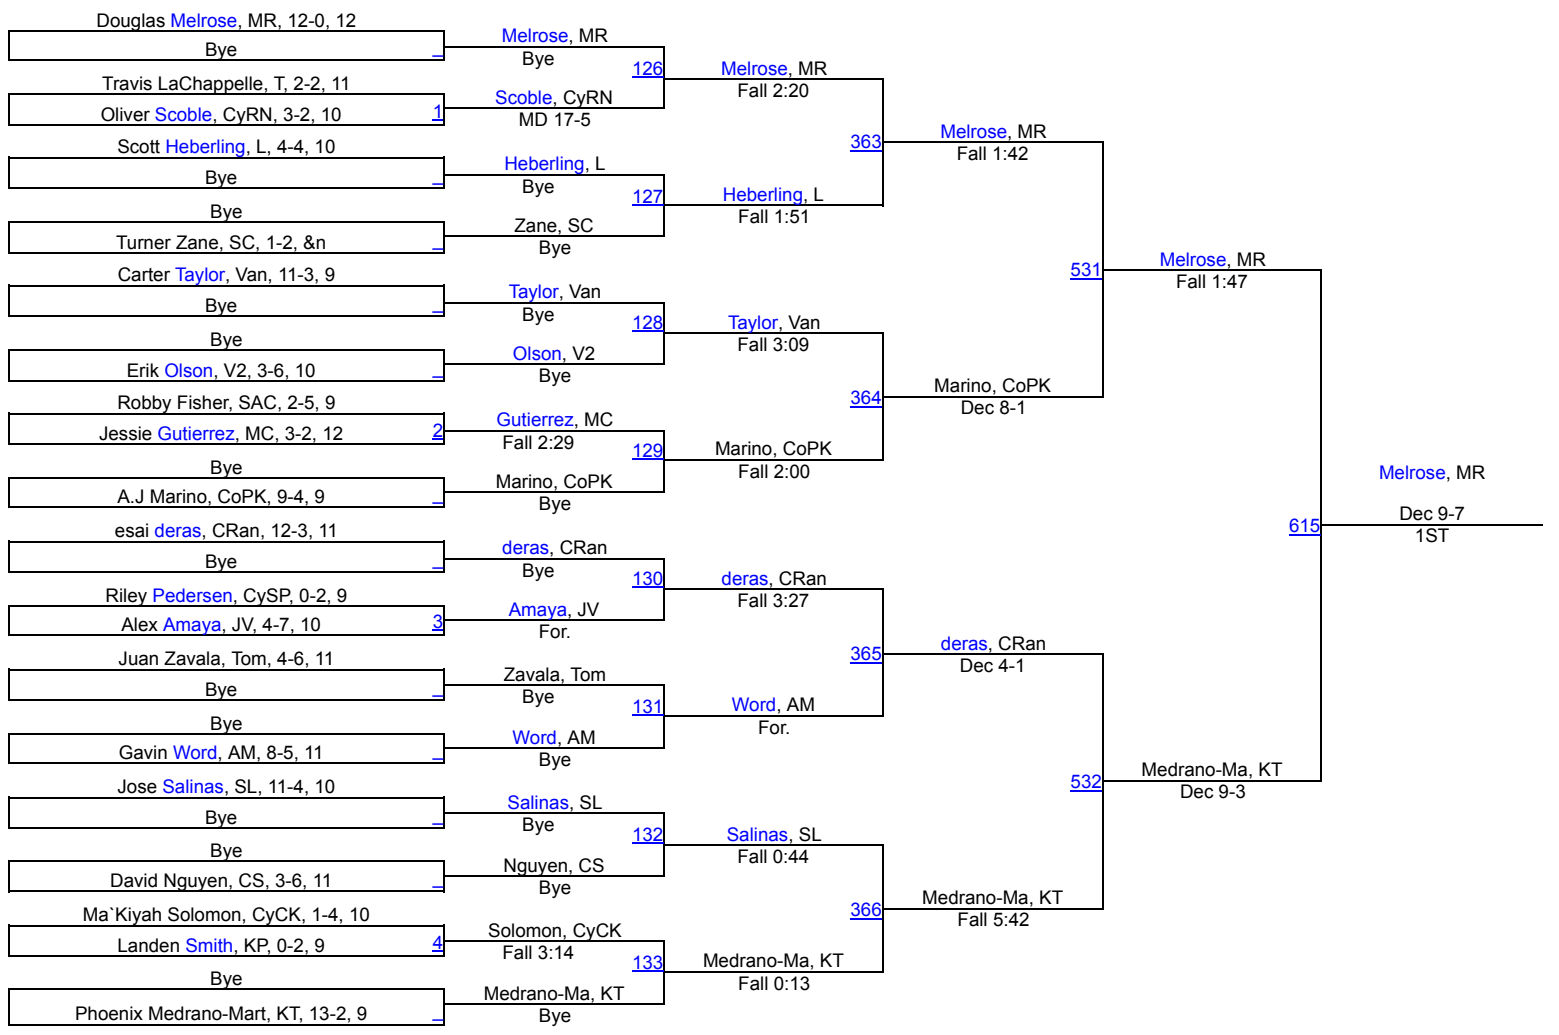 Douglas Melrose, MR, 12-0, 12
Bye
Travis LaChappelle, T, 2-2, 11
Oliver Scoble, CyRN, 3-2, 10
1
Scott Heberling, L, 4-4, 10
Bye
Bye
Turner Zane, SC, 1-2, &n
Carter Taylor, Van, 11-3, 9
Bye
Bye
Erik Olson, V2, 3-6, 10
Robby Fisher, SAC, 2-5, 9
Jessie Gutierrez, MC, 3-2, 12
2
Bye
A.J Marino, CoPK, 9-4, 9
esai deras, CRan, 12-3, 11
Bye
Riley Pedersen, CySP, 0-2, 9
Alex Amaya, JV, 4-7, 10
3
Juan Zavala, Tom, 4-6, 11
Bye
Bye
Gavin Word, AM, 8-5, 11
Jose Salinas, SL, 11-4, 10
Bye
Bye
David Nguyen, CS, 3-6, 11
Ma`Kiyah Solomon, CyCK, 1-4, 10
Landen Smith, KP, 0-2, 9
4
Bye
Phoenix Medrano-Mart, KT, 13-2, 9
Melrose, MR
Bye
126
Scoble, CyRN
MD 17-5
Heberling, L
Bye
127
Zane, SC
Bye
Taylor, Van
Bye
128
Olson, V2
Bye
Gutierrez, MC
Fall 2:29
129
Marino, CoPK
Bye
deras, CRan
Bye
130
Amaya, JV
For.
Zavala, Tom
Bye
131
Word, AM
Bye
Salinas, SL
Bye
132
Nguyen, CS
Bye
Solomon, CyCK
Fall 3:14
133
Medrano-Ma, KT
Bye
Melrose, MR
Fall 2:20
363
Heberling, L
Fall 1:51
Taylor, Van
Fall 3:09
364
Marino, CoPK
Fall 2:00
deras, CRan
Fall 3:27
365
Word, AM
For.
Salinas, SL
Fall 0:44
366
Medrano-Ma, KT
Fall 0:13
Melrose, MR
Fall 1:42
531
Marino, CoPK
Dec 8-1
deras, CRan
Dec 4-1
532
Medrano-Ma, KT
Fall 5:42
Melrose, MR
Fall 1:47
615
Medrano-Ma, KT
Dec 9-3
Melrose, MR
Dec 9-7
1ST